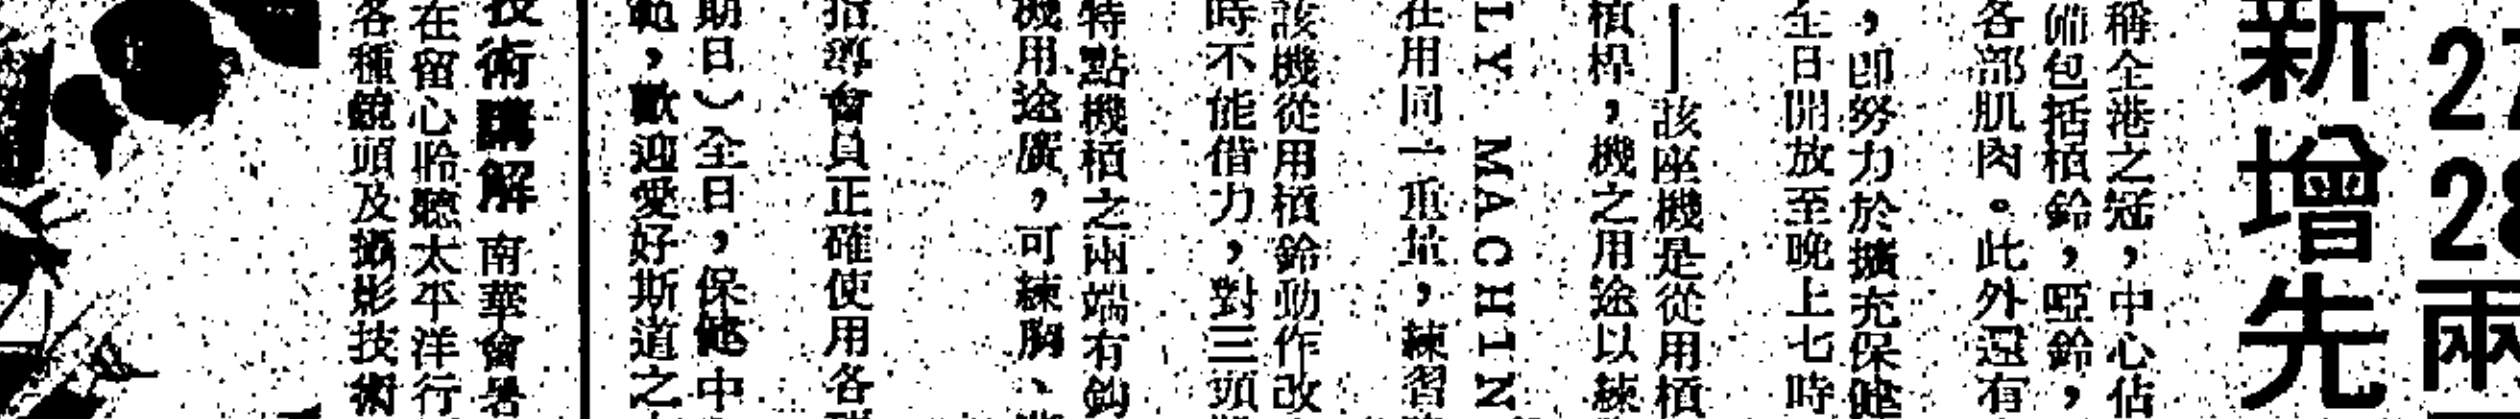 27 28兩
新增先
稱全港之冠，中心佔
備包括槓鈴，啞鈴，
各部肌肉。此外還有
，即努力於擴充保健
全日開放至晚上七時
——該座機是從用槓
槓桿，機之用途以練
LY MACHIN
在用同一重量，練習
該機從用槓鈴動作改
時不能借力，對三頭
特點機槓之兩端有鈎
機用途廣，可練胸、
指導會員正確使用各
期日）全日，保健中
範，歡迎愛好斯道之
技術講解 南華會暑
在留心聆聽太平洋行
各種鏡頭及攝影技術